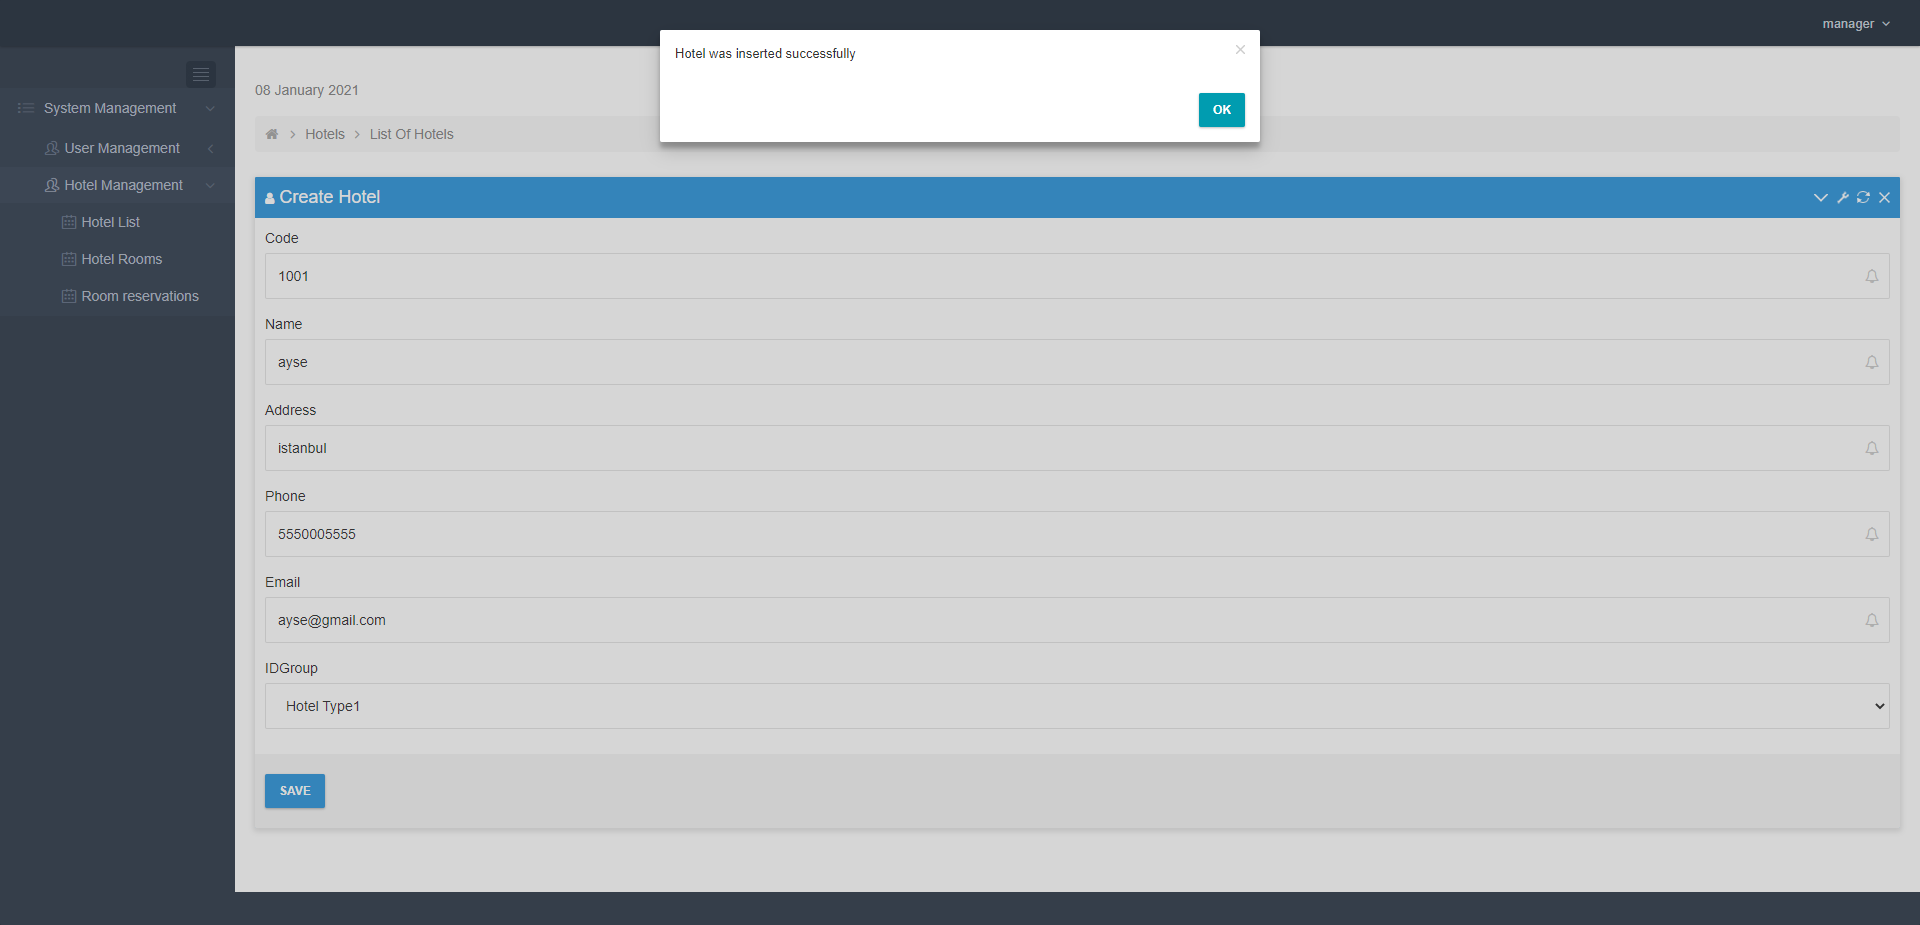 manager
Hotel was inserted successfully
×
OK
08 January 2021
Hotels
List Of Hotels
System Management
User Management
Hotel Management
Hotel List
Hotel Rooms
Room reservations
Create Hotel
Code
1001
Name
ayse
Address
istanbul
Phone
5550005555
Email
ayse@gmail.com
IDGroup
Hotel Type1
SAVE